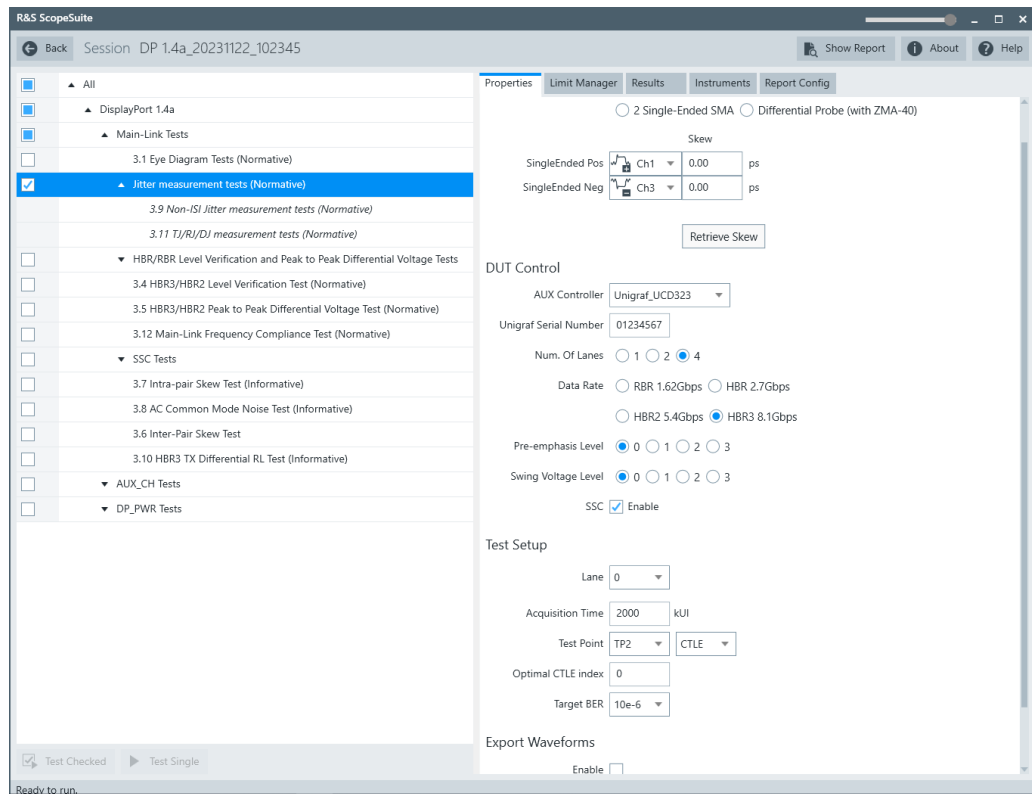 R&S ScopeSuite
Back Session DP 1.4a_20231122_102345 Show Report About Help
All
DisplayPort 1.4a
Main-Link Tests
3.1 Eye Diagram Tests (Normative)
Jitter measurement tests (Normative)
3.9 Non-ISI Jitter measurement tests (Normative)
3.11 TJ/RJ/DJ measurement tests (Normative)
HBR/RBR Level Verification and Peak to Peak Differential Voltage Tests
3.4 HBR3/HBR2 Level Verification Test (Normative)
3.5 HBR3/HBR2 Peak to Peak Differential Voltage Test (Normative)
3.12 Main-Link Frequency Compliance Test (Normative)
SSC Tests
3.7 Intra-pair Skew Test (Informative)
3.8 AC Common Mode Noise Test (Informative)
3.6 Inter-Pair Skew Test
3.10 HBR3 TX Differential RL Test (Informative)
AUX_CH Tests
DP_PWR Tests
Test Checked Test Single
Properties Limit Manager Results Instruments Report Config
2 Single-Ended SMA Differential Probe (with ZMA-40)
Skew
SingleEnded Pos Ch1 0.00 ps
SingleEnded Neg Ch3 0.00 ps
Retrieve Skew
DUT Control
AUX Controller Unigraf_UCD323
Unigraf Serial Number 01234567
Num. Of Lanes 1 2 4
Data Rate RBR 1.62Gbps HBR 2.7Gbps
HBR2 5.4Gbps HBR3 8.1Gbps
Pre-emphasis Level 0 1 2 3
Swing Voltage Level 0 1 2 3
SSC Enable
Test Setup
Lane 0
Acquisition Time 2000 kUI
Test Point TP2 CTLE
Optimal CTLE index 0
Target BER 10e-6
Export Waveforms
Enable
Ready to run.